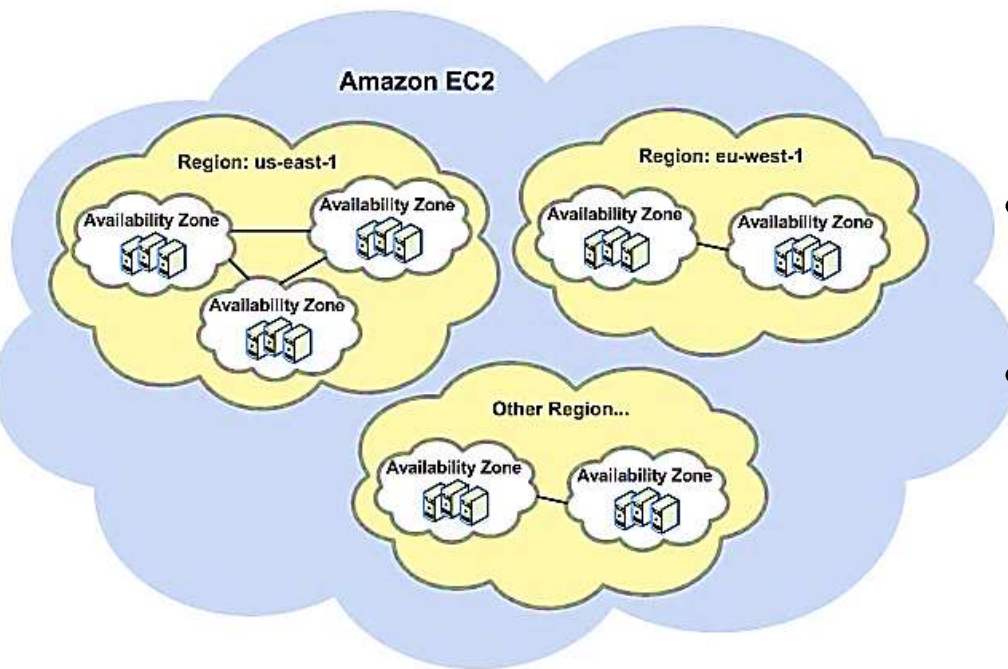 Amazon EC2
Region: us-east-1
Availability Zone
Availability Zone
Availability Zone
Region: eu-west-1
Availability Zone
Availability Zone
Other Region...
Availability Zone
Availability Zone